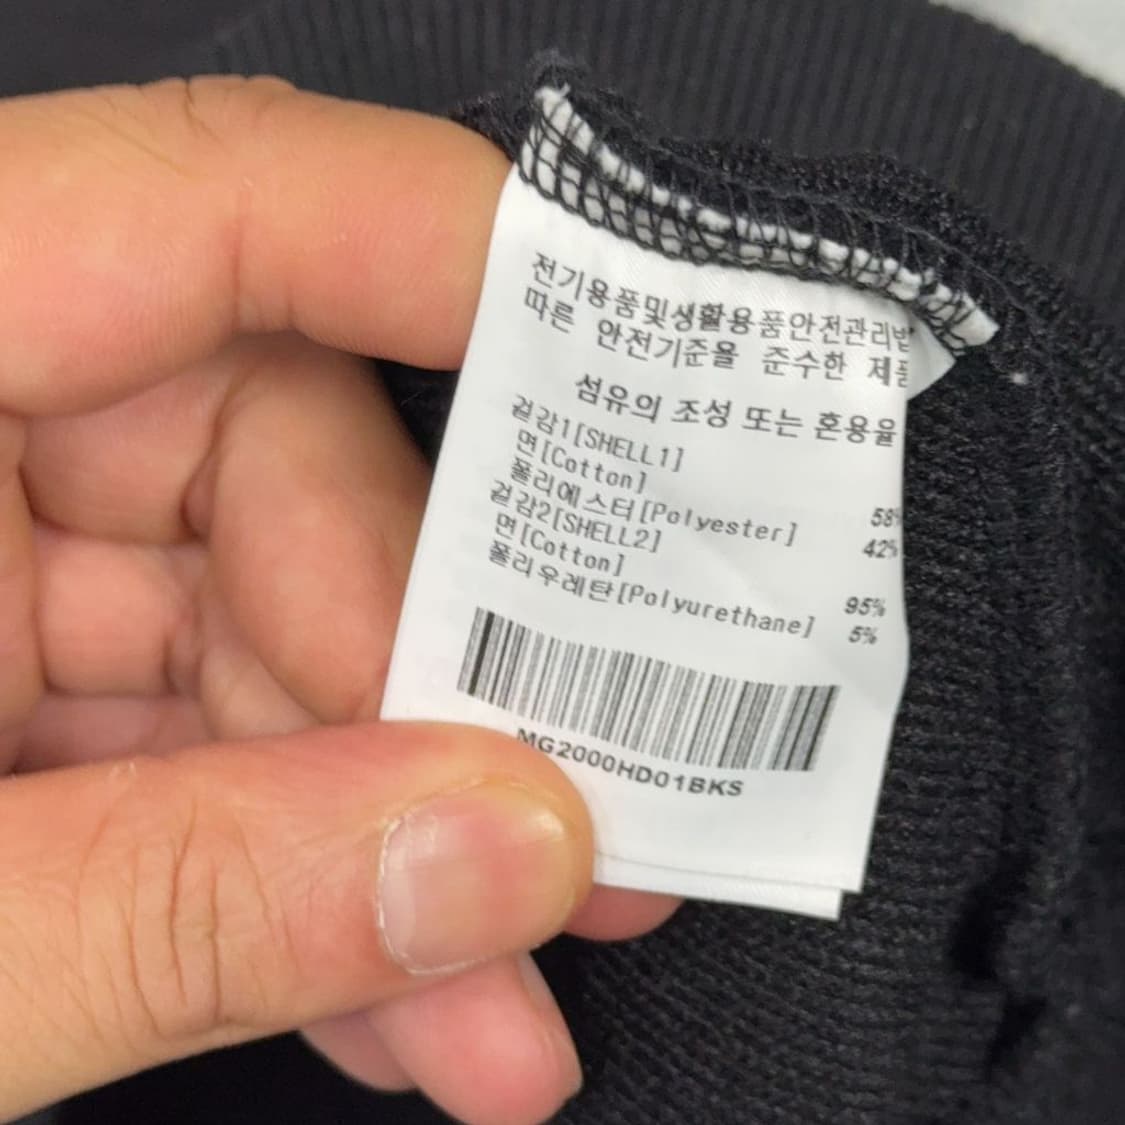 전기용품및생활용품안전관리법
따른 안전기준을 준수한 제품
섬유의 조성 또는 혼용율
겉감1[SHELL1]
면[Cotton] 58%
폴리에스터[Polyester] 42%
겉감2[SHELL2]
면[Cotton] 95%
폴리우레탄[Polyurethane] 5%
MG2000HD01BKS